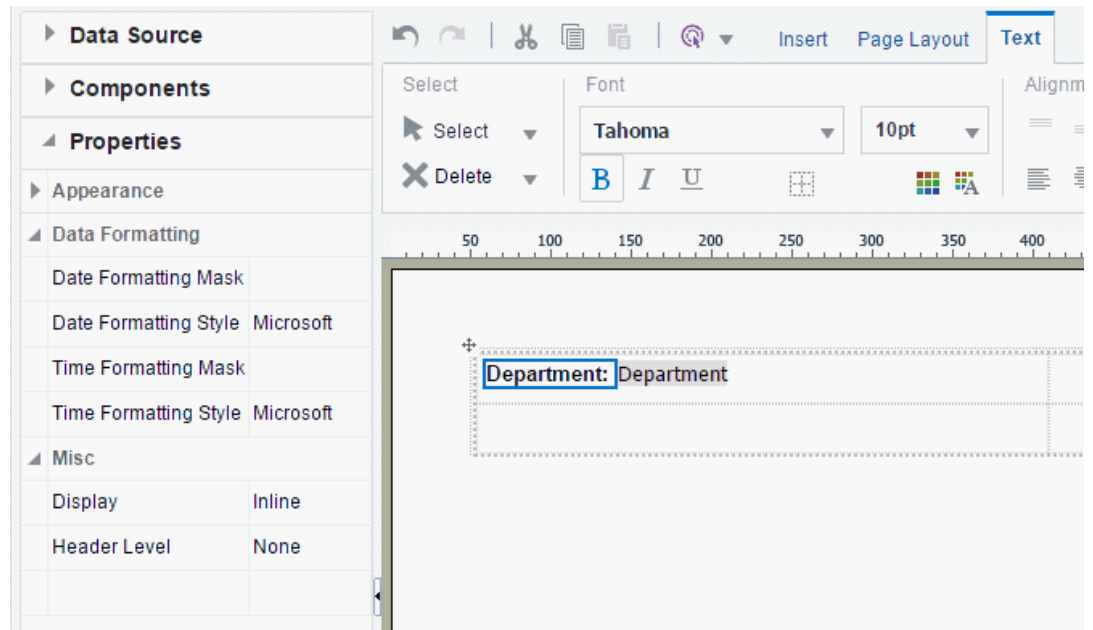 Data Source
Components
Properties
Appearance
Data Formatting
Date Formatting Mask
Date Formatting Style Microsoft
Time Formatting Mask
Time Formatting Style Microsoft
Misc
Display Inline
Header Level None
Insert Page Layout Text
Select Font Alignm
Select Tahoma 10pt
Delete B I U A
50 100 150 200 250 300 350 400
Department: Department